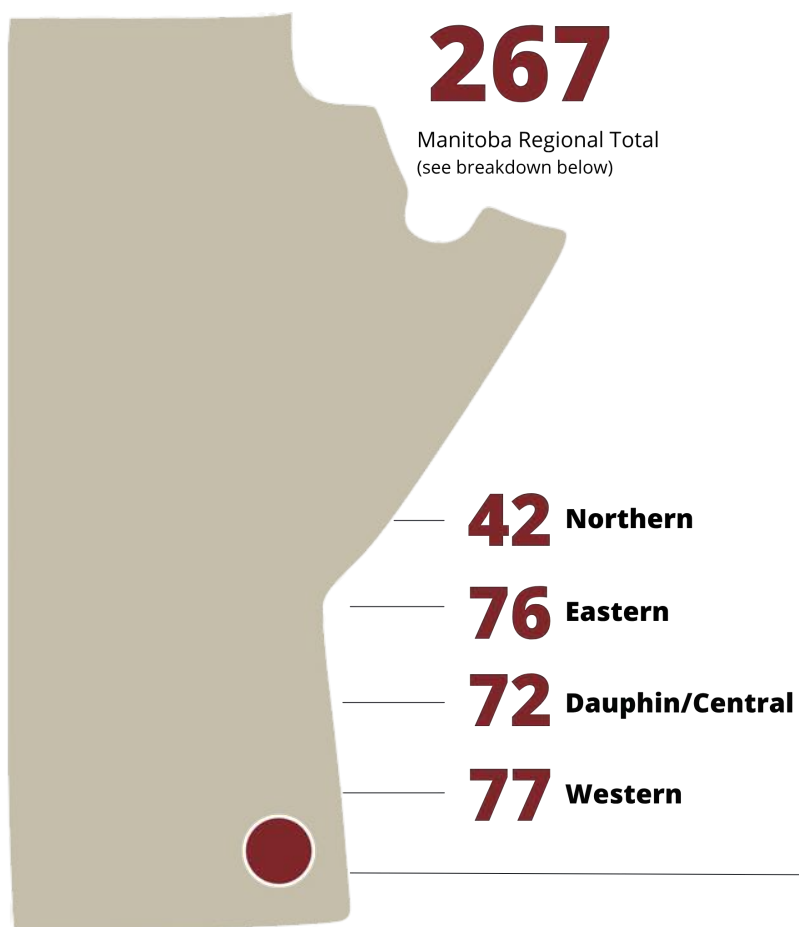 267
Manitoba Regional Total
(see breakdown below)
42 Northern
76 Eastern
72 Dauphin/Central
77 Western